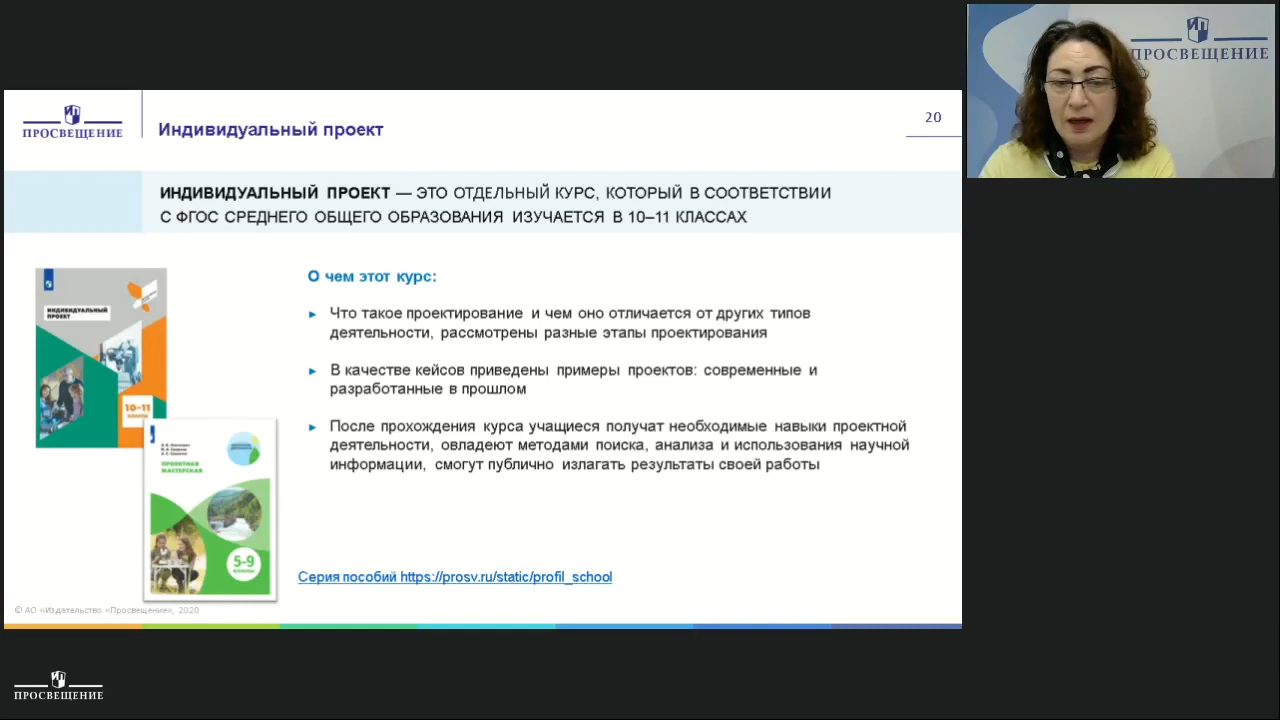 ПРОСВЕЩЕНИЕ
ПРОСВЕЩЕНИЕ
Индивидуальный проект
20
ИНДИВИДУАЛЬНЫЙ ПРОЕКТ — ЭТО ОТДЕЛЬНЫЙ КУРС, КОТОРЫЙ В СООТВЕТСТВИИ
С ФГОС СРЕДНЕГО ОБЩЕГО ОБРАЗОВАНИЯ ИЗУЧАЕТСЯ В 10–11 КЛАССАХ
ИНДИВИДУАЛЬНЫЙ
ПРОЕКТ
10-11
КЛАССЫ
ПРОЕКТНАЯ
МАСТЕРСКАЯ
5-9
КЛАССЫ
О чем этот курс:
Что такое проектирование и чем оно отличается от других типов
деятельности, рассмотрены разные этапы проектирования
В качестве кейсов приведены примеры проектов: современные и
разработанные в прошлом
После прохождения курса учащиеся получат необходимые навыки проектной
деятельности, овладеют методами поиска, анализа и использования научной
информации, смогут публично излагать результаты своей работы
Серия пособий https://prosv.ru/static/profil_school
© АО «Издательство «Просвещение», 2020
ПРОСВЕЩЕНИЕ